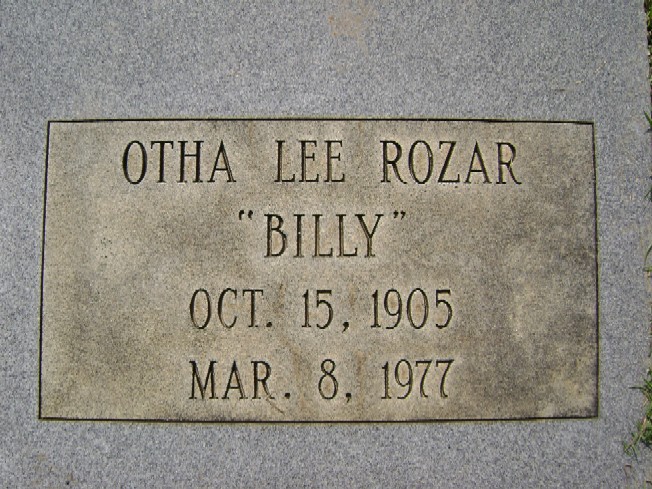 OTHA LEE ROZAR
"BILLY"
OCT. 15, 1905
MAR. 8, 1977